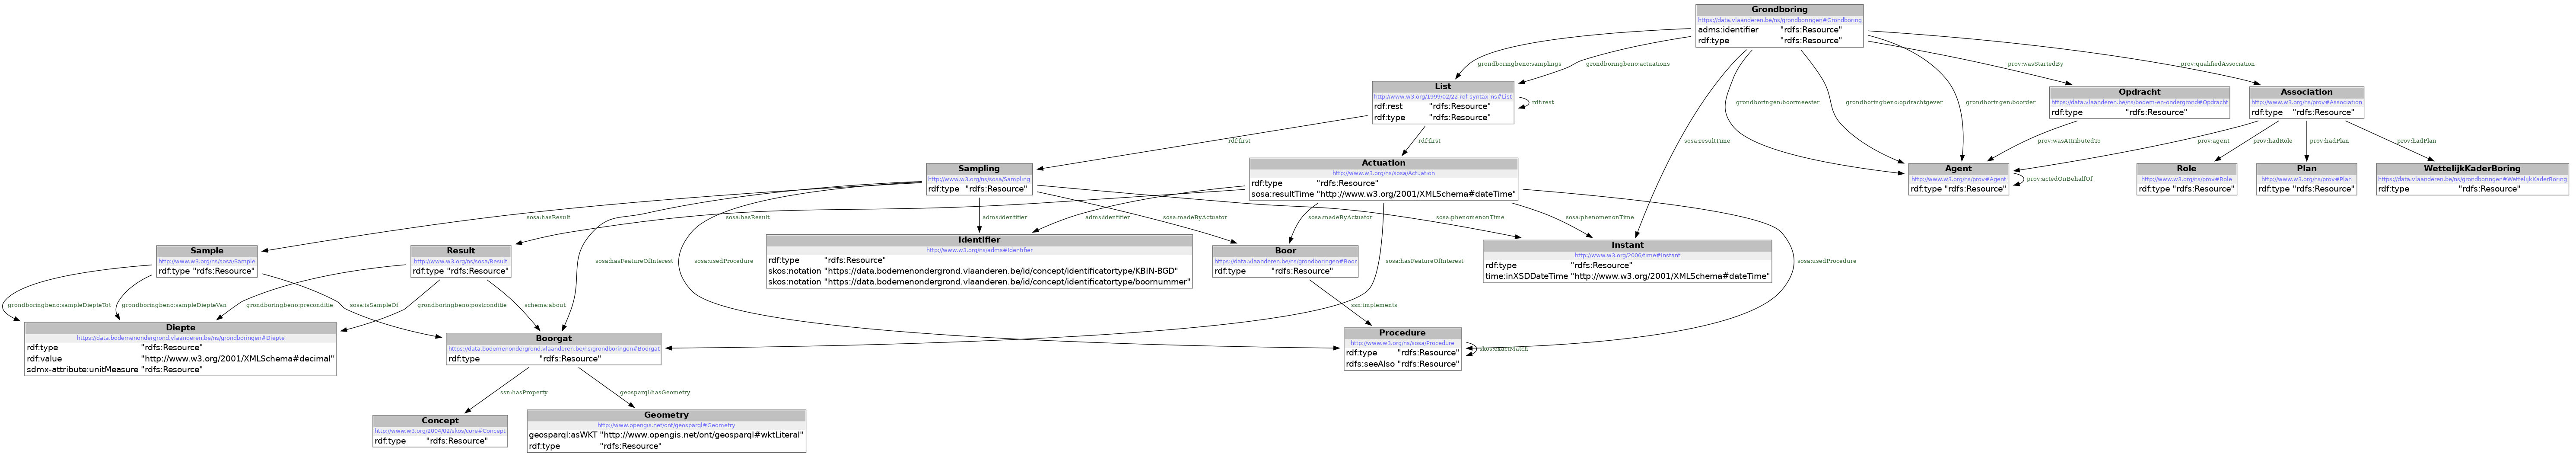 Grondboring
https://data.vlaanderen.be/ns/grondboringen#Grondboring
adms:identifier "rdfs:Resource"
rdf:type "rdfs:Resource"
grondboringbeno:samplings
grondboringbeno:actuations
prov:wasStartedBy
prov:qualifiedAssociation
List
http://www.w3.org/1999/02/22-rdf-syntax-ns#List
rdf:rest "rdfs:Resource"
rdf:type "rdfs:Resource"
rdf:rest
grondboringen:boormeester
grondboringbeno:opdrachtgever
grondboringen:boorder
Opdracht
https://data.vlaanderen.be/ns/bodem-en-ondergrond#Opdracht
rdf:type "rdfs:Resource"
Association
http://www.w3.org/ns/prov#Association
rdf:type "rdfs:Resource"
rdf:first
rdf:first
sosa:resultTime
prov:wasAttributedTo
prov:agent
prov:hadRole
prov:hadPlan
prov:hadPlan
Sampling
http://www.w3.org/ns/sosa/Sampling
rdf:type "rdfs:Resource"
Actuation
http://www.w3.org/ns/sosa/Actuation
rdf:type "rdfs:Resource"
sosa:resultTime "http://www.w3.org/2001/XMLSchema#dateTime"
Agent
http://www.w3.org/ns/prov#Agent
rdf:type "rdfs:Resource"
prov:actedOnBehalfOf
Role
http://www.w3.org/ns/prov#Role
rdf:type "rdfs:Resource"
Plan
http://www.w3.org/ns/prov#Plan
rdf:type "rdfs:Resource"
WettelijkKaderBoring
https://data.vlaanderen.be/ns/grondboringen#WettelijkKaderBoring
rdf:type "rdfs:Resource"
sosa:hasResult
sosa:hasResult
adms:identifier
adms:identifier
sosa:madeByActuator
sosa:madeByActuator
sosa:phenomenonTime
sosa:phenomenonTime
Sample
http://www.w3.org/ns/sosa/Sample
rdf:type "rdfs:Resource"
Result
http://www.w3.org/ns/sosa/Result
rdf:type "rdfs:Resource"
sosa:hasFeatureOfInterest
sosa:usedProcedure
Identifier
http://www.w3.org/ns/adms#Identifier
rdf:type "rdfs:Resource"
skos:notation "https://data.bodemenondergrond.vlaanderen.be/id/concept/identificatortype/KBIN-BGD"
skos:notation "https://data.bodemenondergrond.vlaanderen.be/id/concept/identificatortype/boornummer"
Boor
https://data.vlaanderen.be/ns/grondboringen#Boor
rdf:type "rdfs:Resource"
sosa:hasFeatureOfInterest
Instant
http://www.w3.org/2006/time#Instant
rdf:type "rdfs:Resource"
time:inXSDDateTime "http://www.w3.org/2001/XMLSchema#dateTime"
sosa:usedProcedure
grondboringbeno:sampleDiepteTot
grondboringbeno:sampleDiepteVan
grondboringbeno:preconditie
sosa:isSampleOf
grondboringbeno:postconditie
schema:about
ssn:implements
Diepte
https://data.bodemenondergrond.vlaanderen.be/ns/grondboringen#Diepte
rdf:type "rdfs:Resource"
rdf:value "http://www.w3.org/2001/XMLSchema#decimal"
sdmx-attribute:unitMeasure "rdfs:Resource"
Boorgat
https://data.bodemenondergrond.vlaanderen.be/ns/grondboringen#Boorgat
rdf:type "rdfs:Resource"
Procedure
http://www.w3.org/ns/sosa/Procedure
rdf:type "rdfs:Resource"
rdfs:seeAlso "rdfs:Resource"
skos:exactMatch
ssn:hasProperty
geosparql:hasGeometry
Concept
http://www.w3.org/2004/02/skos/core#Concept
rdf:type "rdfs:Resource"
Geometry
http://www.opengis.net/ont/geosparql#Geometry
geosparql:asWKT "http://www.opengis.net/ont/geosparql#wktLiteral"
rdf:type "rdfs:Resource"